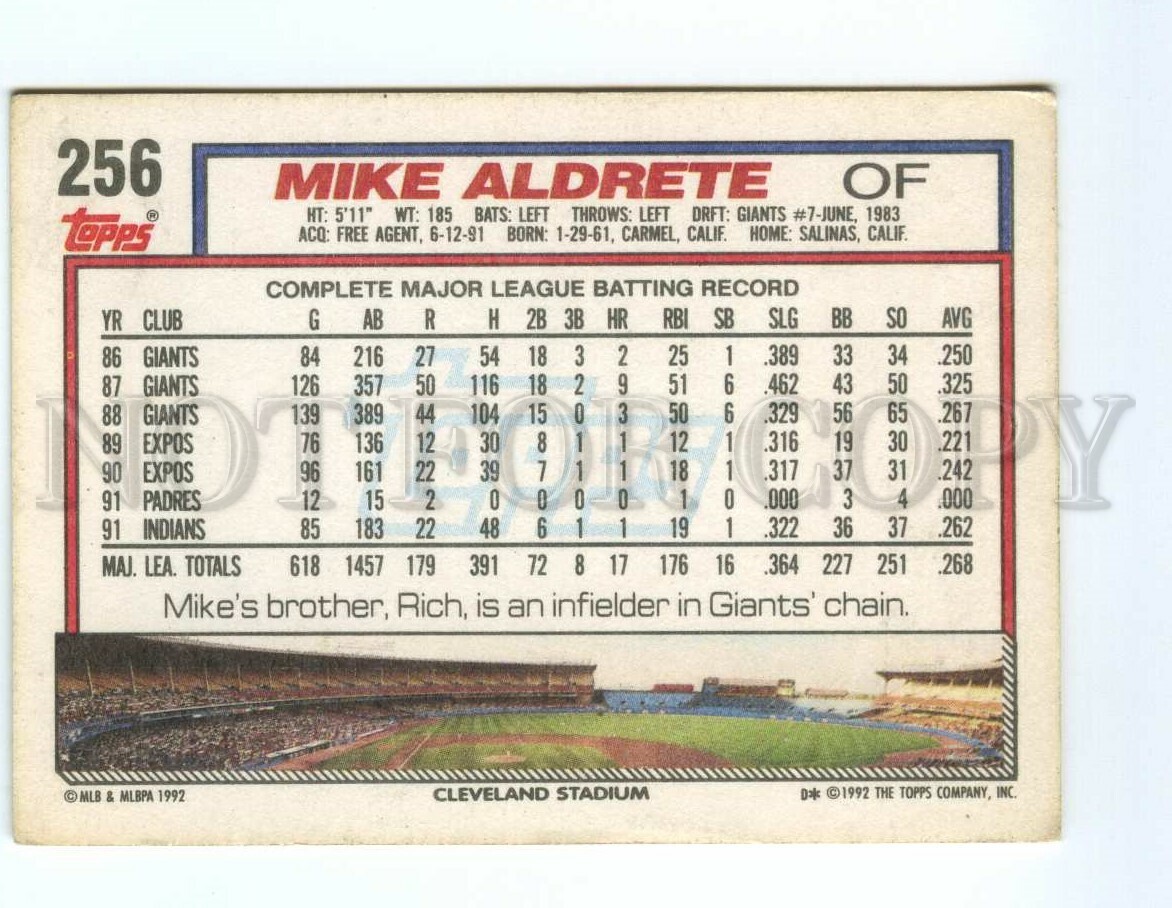 256
MIKE ALDRETE OF
Topps®
HT: 5'11" WT: 185 BATS: LEFT THROWS: LEFT DRFT: GIANTS #7-JUNE, 1983
ACQ: FREE AGENT, 6-12-91 BORN: 1-29-61, CARMEL, CALIF. HOME: SALINAS, CALIF.
COMPLETE MAJOR LEAGUE BATTING RECORD
YR CLUB G AB R H 2B 3B HR RBI SB SLG BB SO AVG
86 GIANTS 84 216 27 54 18 3 2 25 1 .389 33 34 .250
87 GIANTS 126 357 50 116 18 2 9 51 6 .462 43 50 .325
88 GIANTS 139 389 44 104 15 0 3 50 6 .329 56 65 .267
89 EXPOS 76 136 12 30 8 1 1 12 1 .316 19 30 .221
90 EXPOS 96 161 22 39 7 1 1 18 1 .317 37 31 .242
91 PADRES 12 15 2 0 0 0 0 1 0 .000 3 4 .000
91 INDIANS 85 183 22 48 6 1 1 19 1 .322 36 37 .262
MAJ. LEA. TOTALS 618 1457 179 391 72 8 17 176 16 .364 227 251 .268
Mike's brother, Rich, is an infielder in Giants' chain.
© MLB & MLBPA 1992 CLEVELAND STADIUM D* ©1992 THE TOPPS COMPANY, INC.
NOT FOR COPY